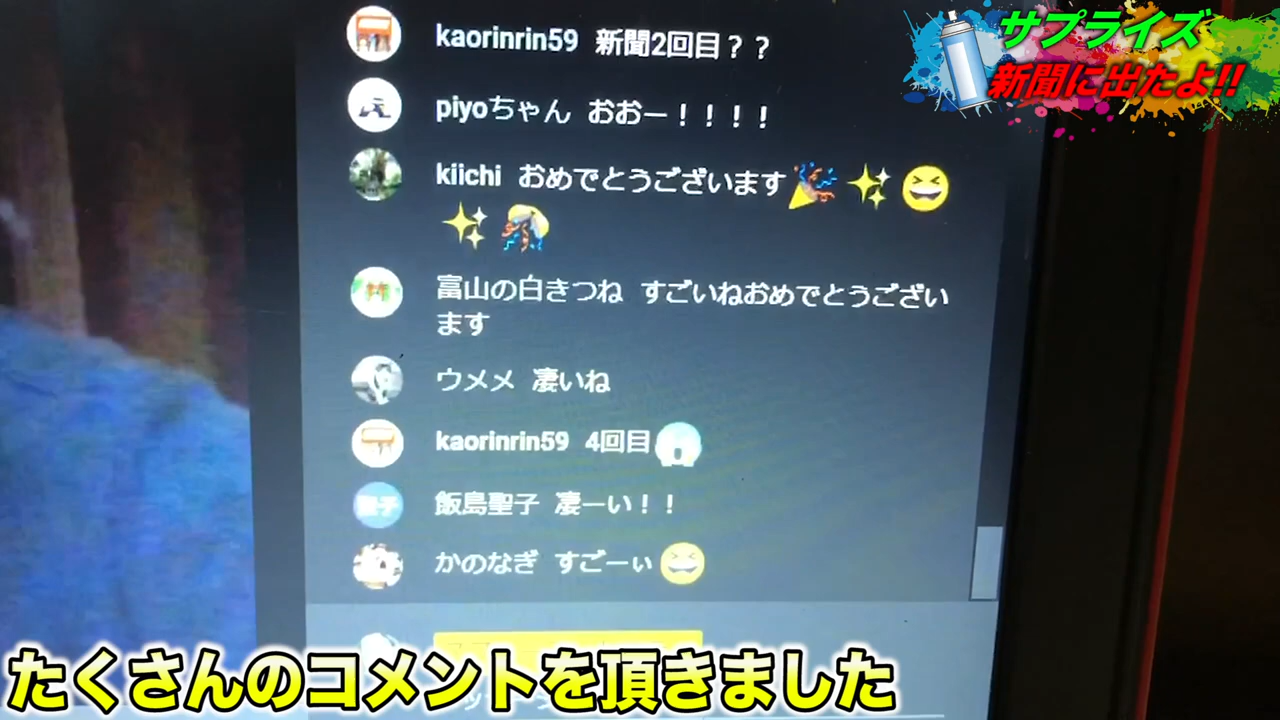 サプライズ
新聞に出たよ!!
kaorinrin59 新聞2回目？？
piyoちゃん おおー！！！！
kiichi おめでとうございます🎉✨😆
✨🎊
富山の白きつね すごいねおめでとうござい
ます
ウメメ 凄いね
kaorinrin59 4回目😱
聖子
飯島聖子 凄ーい！！
かのなぎ すごーぃ😆
たくさんのコメントを頂きました